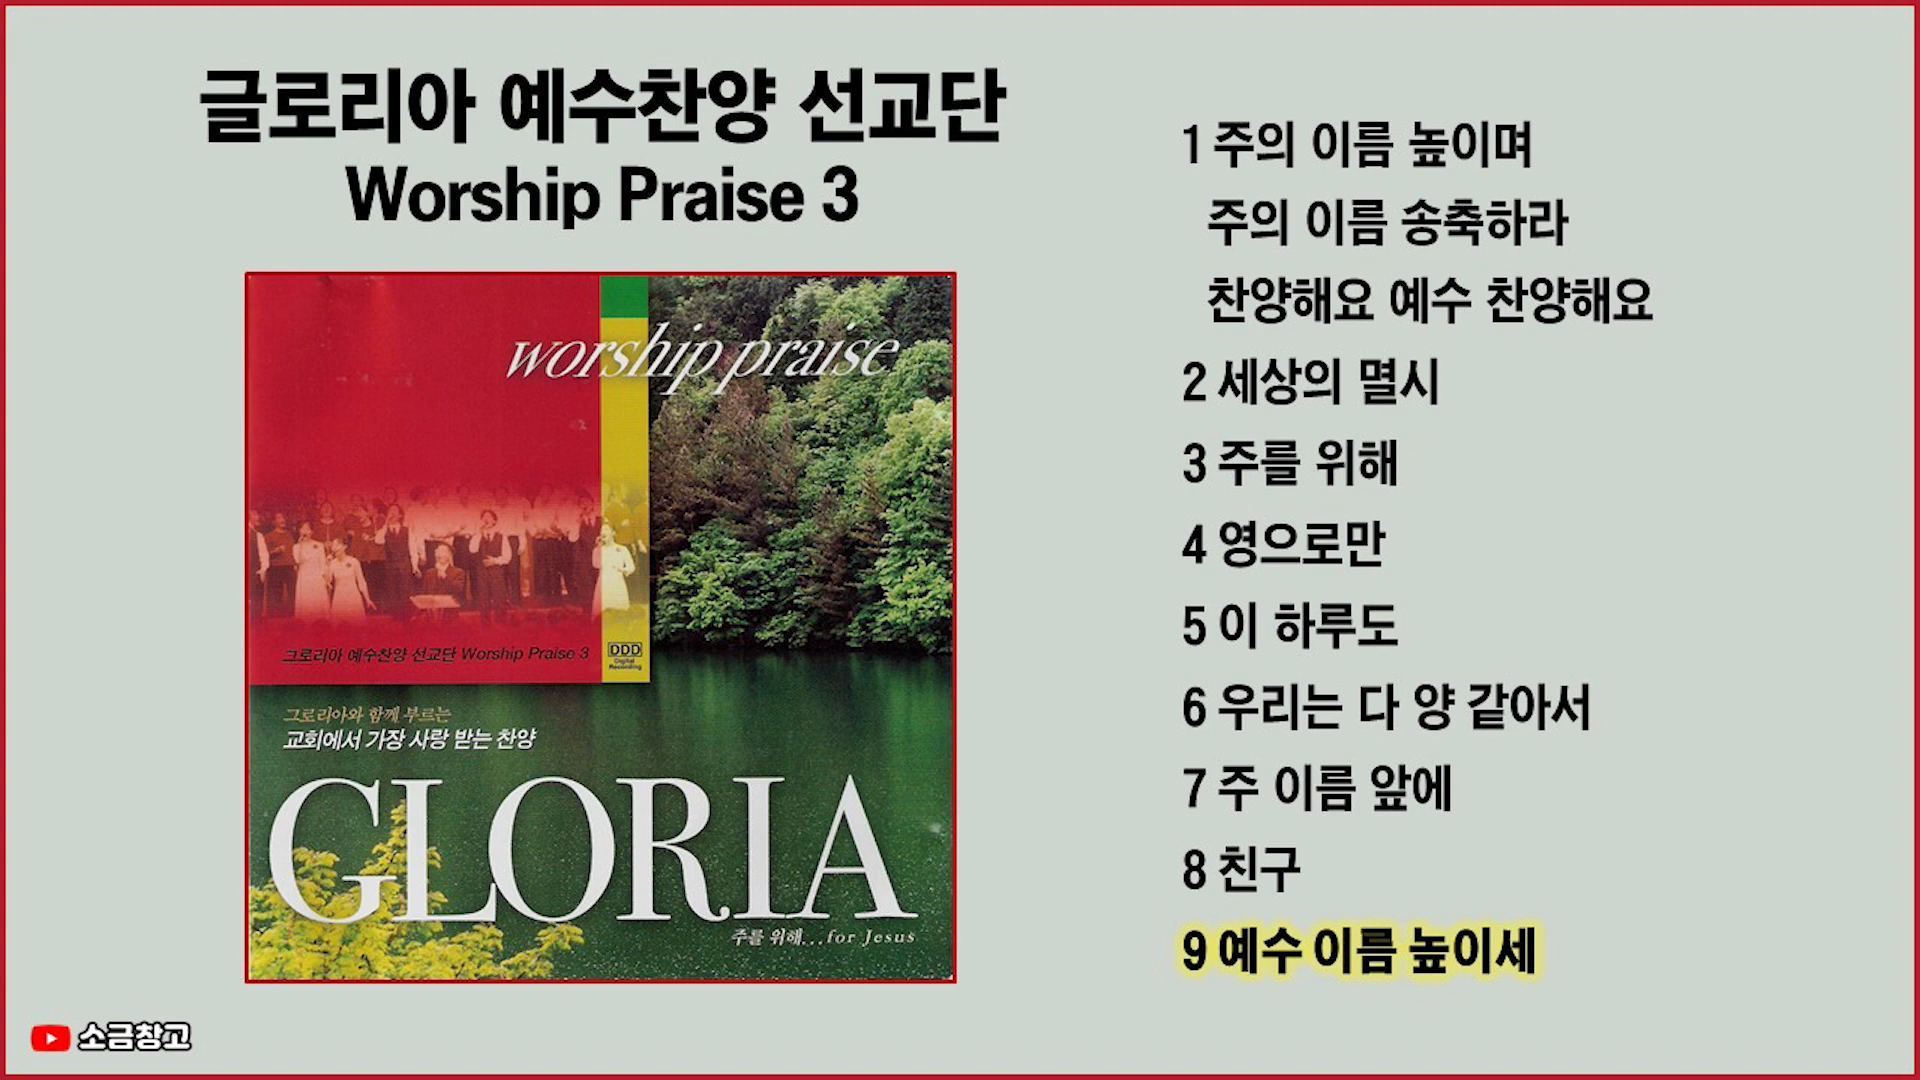 글로리아 예수찬양 선교단
Worship Praise 3
worship praise
그로리아 예수찬양 선교단 Worship Praise 3
DDD
Digital
Recording
그로리아와 함께 부르는
교회에서 가장 사랑 받는 찬양
GLORIA
주를 위해...for Jesus
소금창고
1 주의 이름 높이며
주의 이름 송축하라
찬양해요 예수 찬양해요
2 세상의 멸시
3 주를 위해
4 영으로만
5 이 하루도
6 우리는 다 양 같아서
7 주 이름 앞에
8 친구
9 예수 이름 높이세